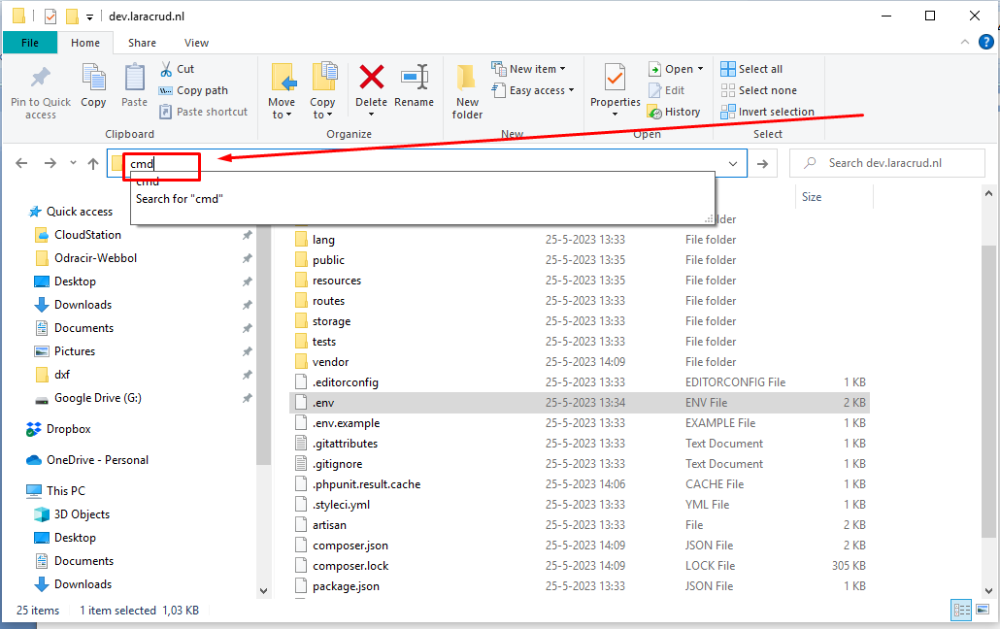 dev.laracrud.nl
File Home Share View
Pin to Quick access
Copy
Paste
Cut
Copy path
Paste shortcut
Clipboard
Move to
Copy to
Delete
Rename
Organize
New folder
New item
Easy access
New
Properties
Open
Edit
History
Open
Select all
Select none
Invert selection
Select
cmd
Search dev.laracrud.nl
cmd
Search for "cmd"
Size
Quick access
CloudStation
Odracir-Webbol
Desktop
Downloads
Documents
Pictures
dxf
Google Drive (G:)
Dropbox
OneDrive - Personal
This PC
3D Objects
Desktop
Documents
Downloads
lder
lang 25-5-2023 13:33 File folder
public 25-5-2023 13:35 File folder
resources 25-5-2023 13:35 File folder
routes 25-5-2023 13:33 File folder
storage 25-5-2023 13:33 File folder
tests 25-5-2023 13:33 File folder
vendor 25-5-2023 14:09 File folder
.editorconfig 25-5-2023 13:33 EDITORCONFIG File 1 KB
.env 25-5-2023 13:34 ENV File 2 KB
.env.example 25-5-2023 13:33 EXAMPLE File 1 KB
.gitattributes 25-5-2023 13:33 Text Document 1 KB
.gitignore 25-5-2023 13:33 Text Document 1 KB
.phpunit.result.cache 25-5-2023 14:06 CACHE File 1 KB
.styleci.yml 25-5-2023 13:33 YML File 1 KB
artisan 25-5-2023 13:33 File 2 KB
composer.json 25-5-2023 14:09 JSON File 2 KB
composer.lock 25-5-2023 14:09 LOCK File 305 KB
package.json 25-5-2023 13:33 JSON File 1 KB
25 items 1 item selected 1,03 KB